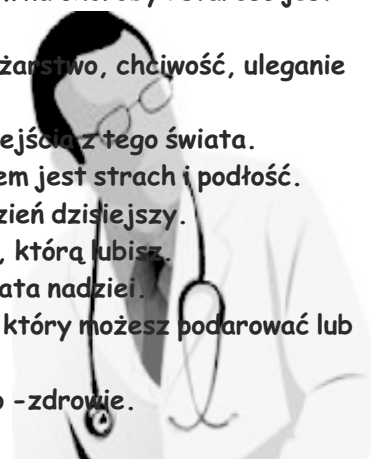 żarstwo, chciwość, uleganie
ejścia z tego świata.
em jest strach i podłość.
zień dzisiejszy.
, którą lubisz.
ata nadziei.
który możesz podarować lub
o -zdrowie.